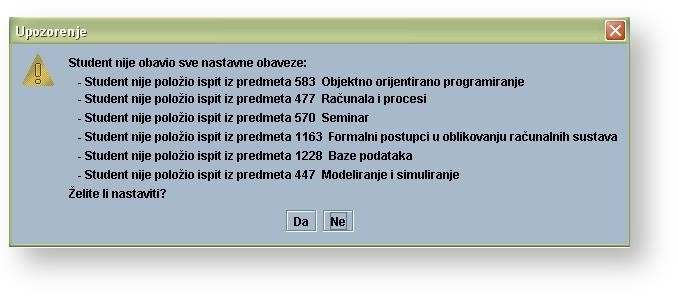 Upozorenje
Student nije obavio sve nastavne obaveze:
- Student nije položio ispit iz predmeta 583 Objektno orijentirano programiranje
- Student nije položio ispit iz predmeta 477 Računala i procesi
- Student nije položio ispit iz predmeta 570 Seminar
- Student nije položio ispit iz predmeta 1163 Formalni postupci u oblikovanju računalnih sustava
- Student nije položio ispit iz predmeta 1228 Baze podataka
- Student nije položio ispit iz predmeta 447 Modeliranje i simuliranje
Želite li nastaviti?
Da Ne